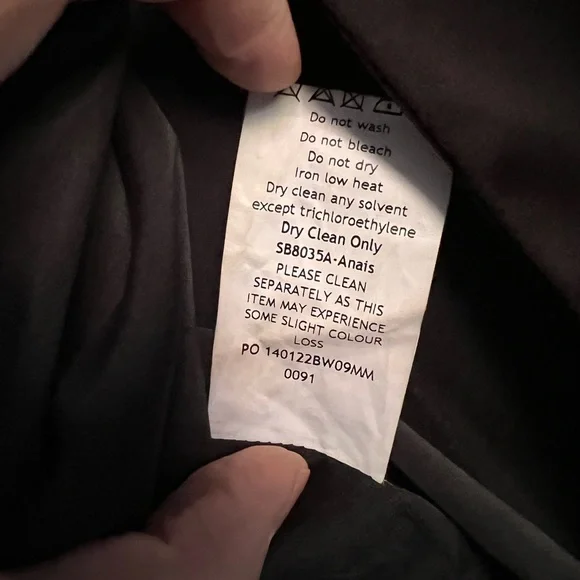 Do not wash
Do not bleach
Do not dry
Iron low heat
Dry clean any solvent
except trichloroethylene
Dry Clean Only
SB8035A-Anais
PLEASE CLEAN
SEPARATELY AS THIS
ITEM MAY EXPERIENCE
SOME SLIGHT COLOUR
LOSS
PO 140122BW09MM
0091